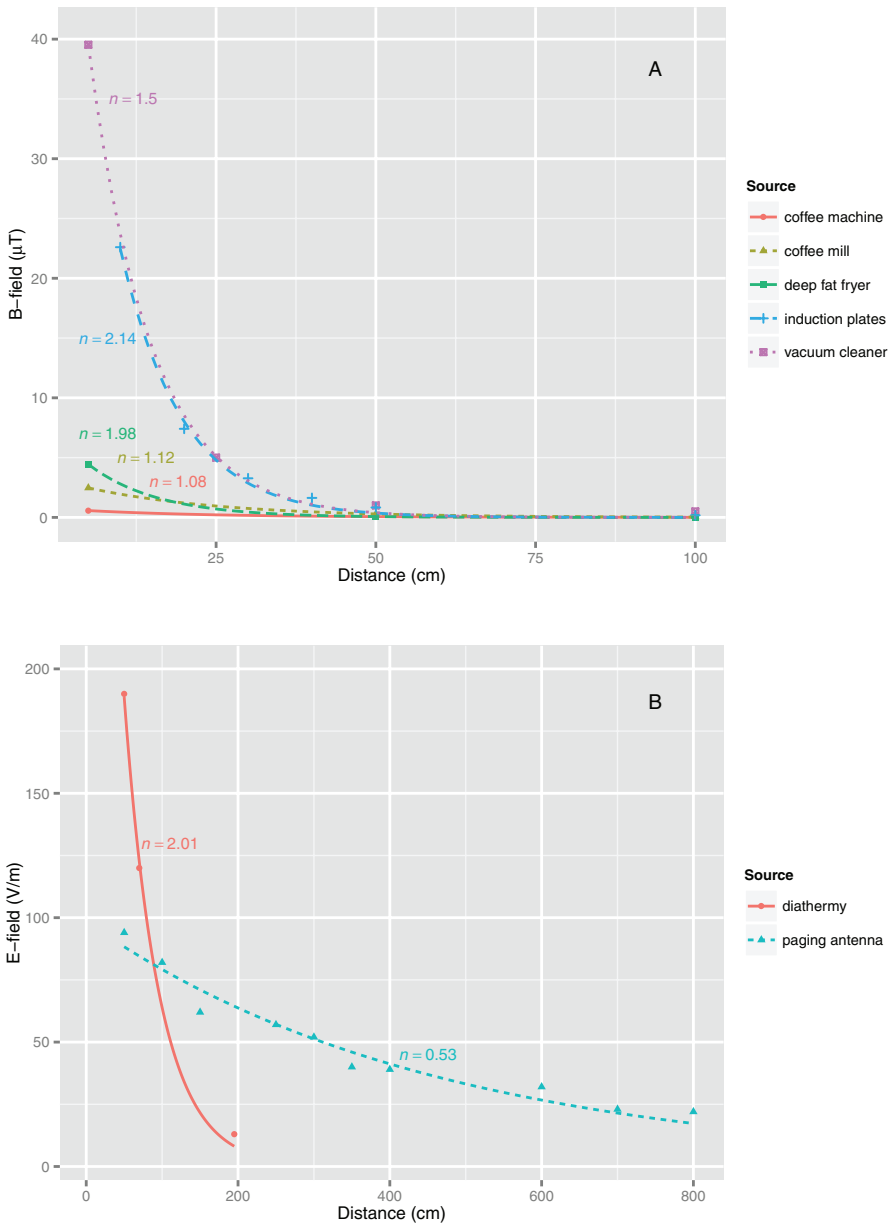 A
40
30
20
10
0
B−field (μT)
n = 1.5
n = 2.14
n = 1.98
n = 1.12
n = 1.08
25
50
75
100
Distance (cm)
Source
coffee machine
coffee mill
deep fat fryer
induction plates
vacuum cleaner
B
200
150
100
50
0
E−field (V/m)
n = 2.01
n = 0.53
0
200
400
600
800
Distance (cm)
Source
diathermy
paging antenna